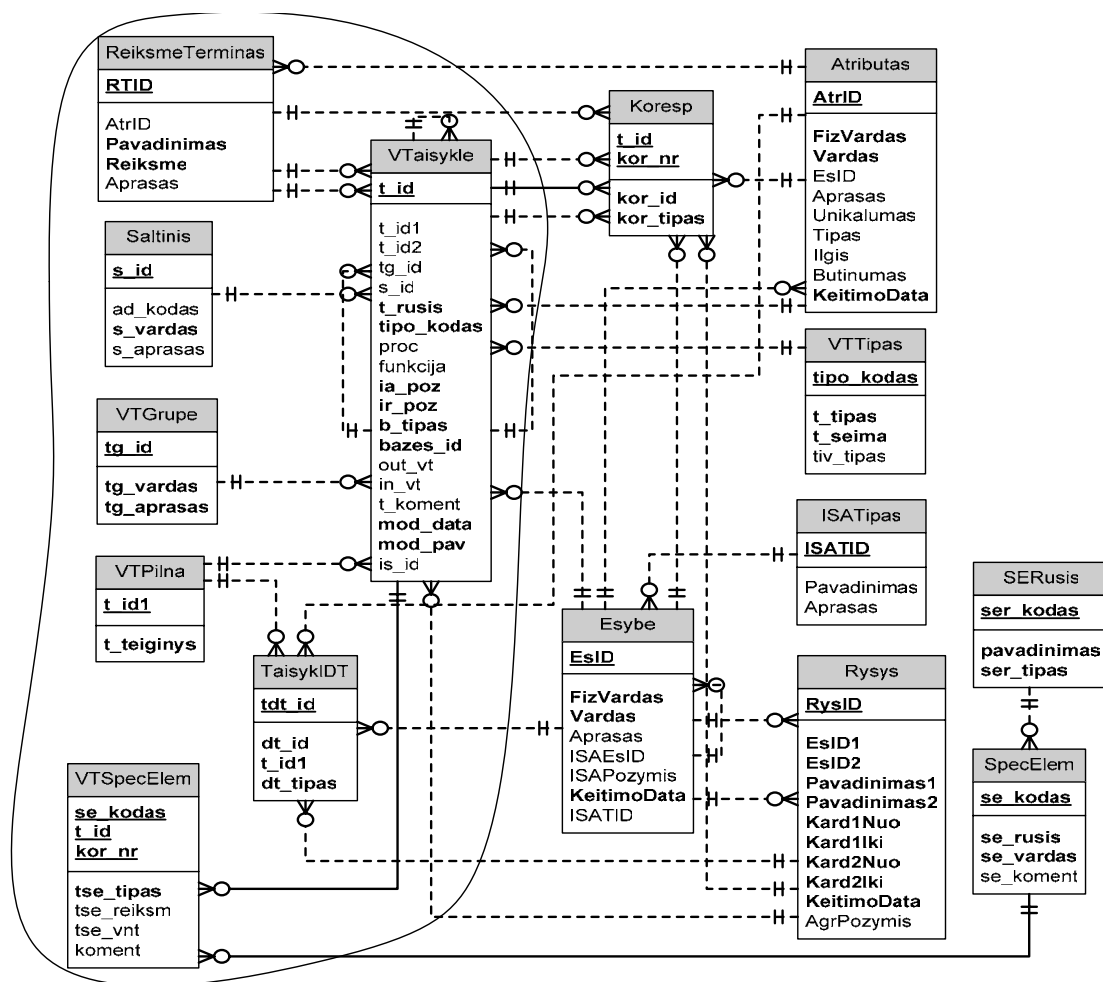 ReiksmeTerminas
RTID
AtrID
Pavadinimas
Reiksme
Aprasas
Saltinis
s_id
ad_kodas
s_vardas
s_aprasas
VTGrupe
tg_id
tg_vardas
tg_aprasas
VTPilna
t_id1
t_teiginys
VTSpecElem
se_kodas
t_id
kor_nr
tse_tipas
tse_reiksm
tse_vnt
koment
TaisykIDT
tdt_id
dt_id
t_id1
dt_tipas
VTaisykle
t_id
t_id1
t_id2
tg_id
s_id
t_rusis
tipo_kodas
proc
funkcija
ia_poz
ir_poz
b_tipas
bazes_id
out_vt
in_vt
t_koment
mod_data
mod_pav
is_id
Koresp
t_id
kor_nr
kor_id
kor_tipas
Esybe
EsID
FizVardas
Vardas
Aprasas
ISAEsID
ISAPozymis
KeitimoData
ISATID
Atributas
AtrID
FizVardas
Vardas
EsID
Aprasas
Unikalumas
Tipas
Ilgis
Butinumas
KeitimoData
VTTipas
tipo_kodas
t_tipas
t_seima
tiv_tipas
ISATipas
ISATID
Pavadinimas
Aprasas
Rysys
RysID
EsID1
EsID2
Pavadinimas1
Pavadinimas2
Kard1Nuo
Kard1Iki
Kard2Nuo
Kard2Iki
KeitimoData
AgrPozymis
SERusis
ser_kodas
pavadinimas
ser_tipas
SpecElem
se_kodas
se_rusis
se_vardas
se_koment